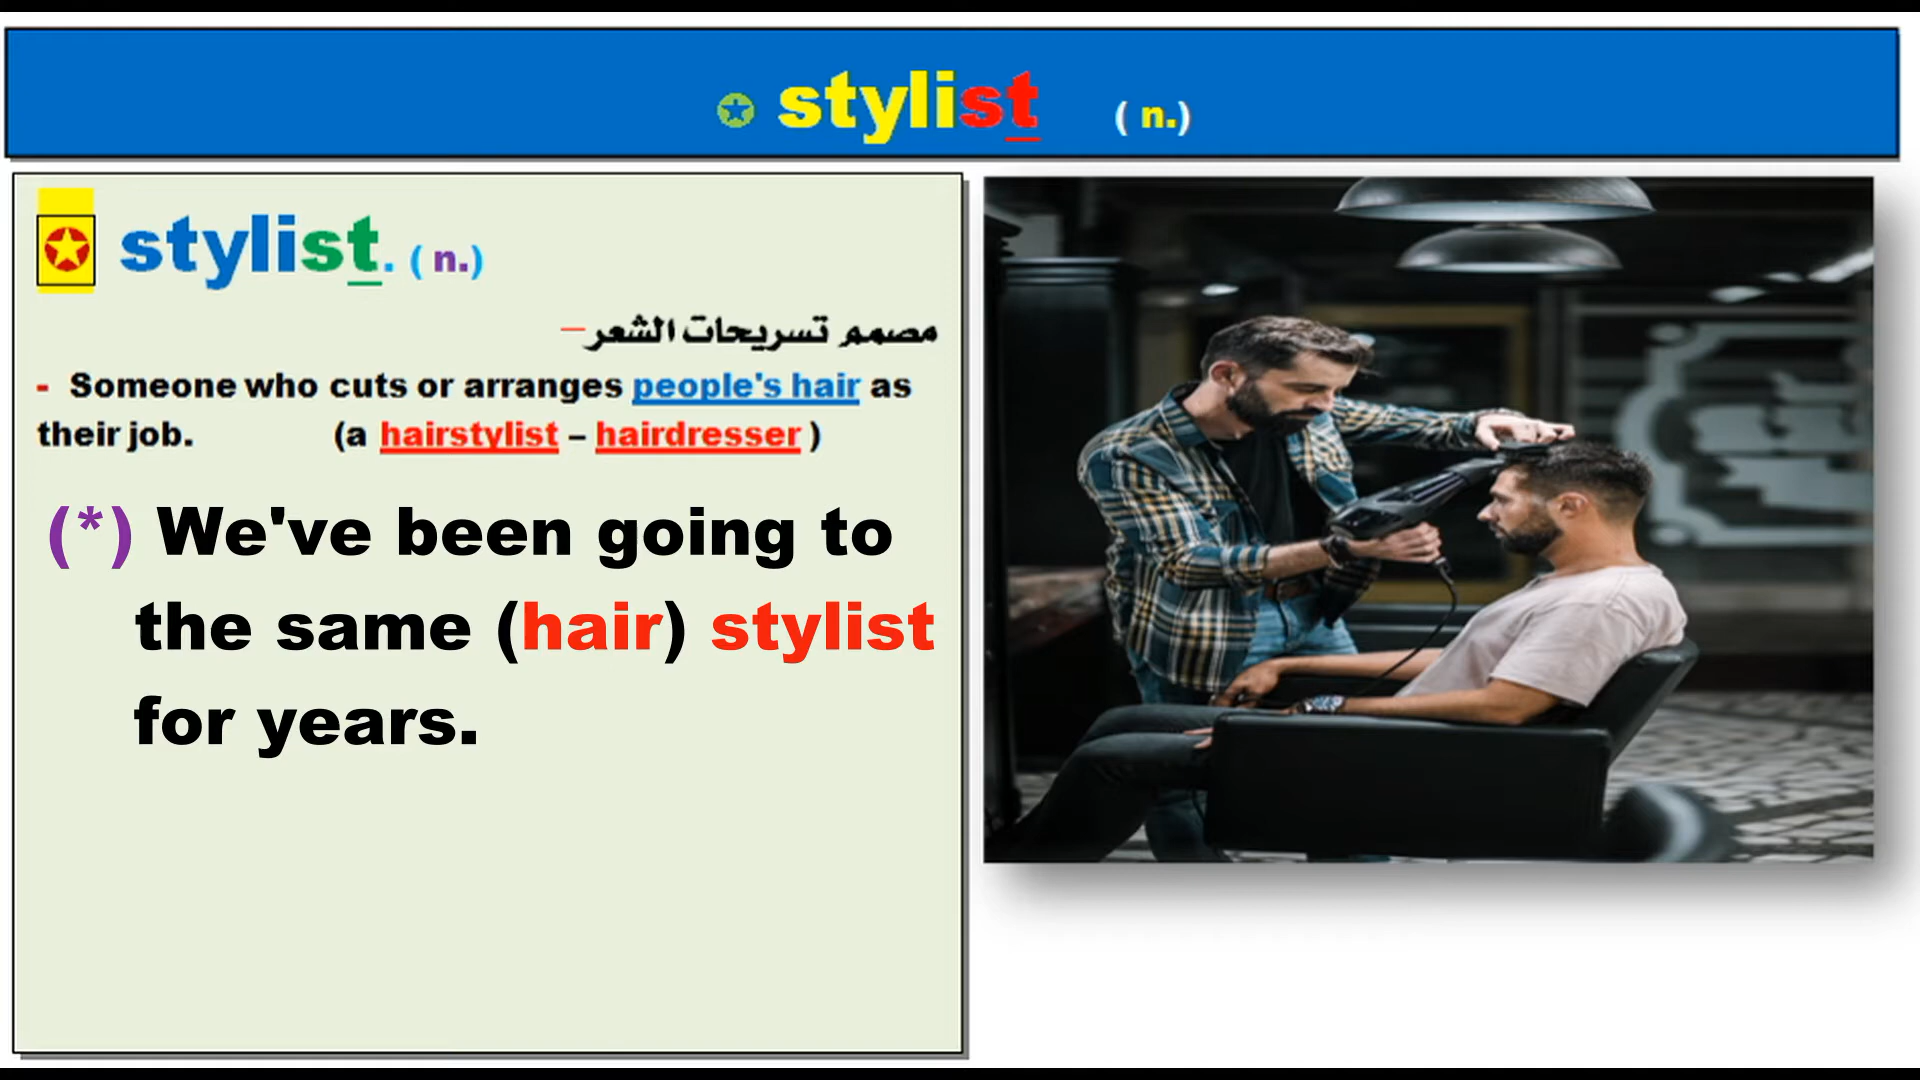 stylist ( n.)
stylist. ( n.)
مصمم تسريحات الشعر–
- Someone who cuts or arranges people's hair as
their job. (a hairstylist – hairdresser )
(*) We've been going to
the same (hair) stylist
for years.